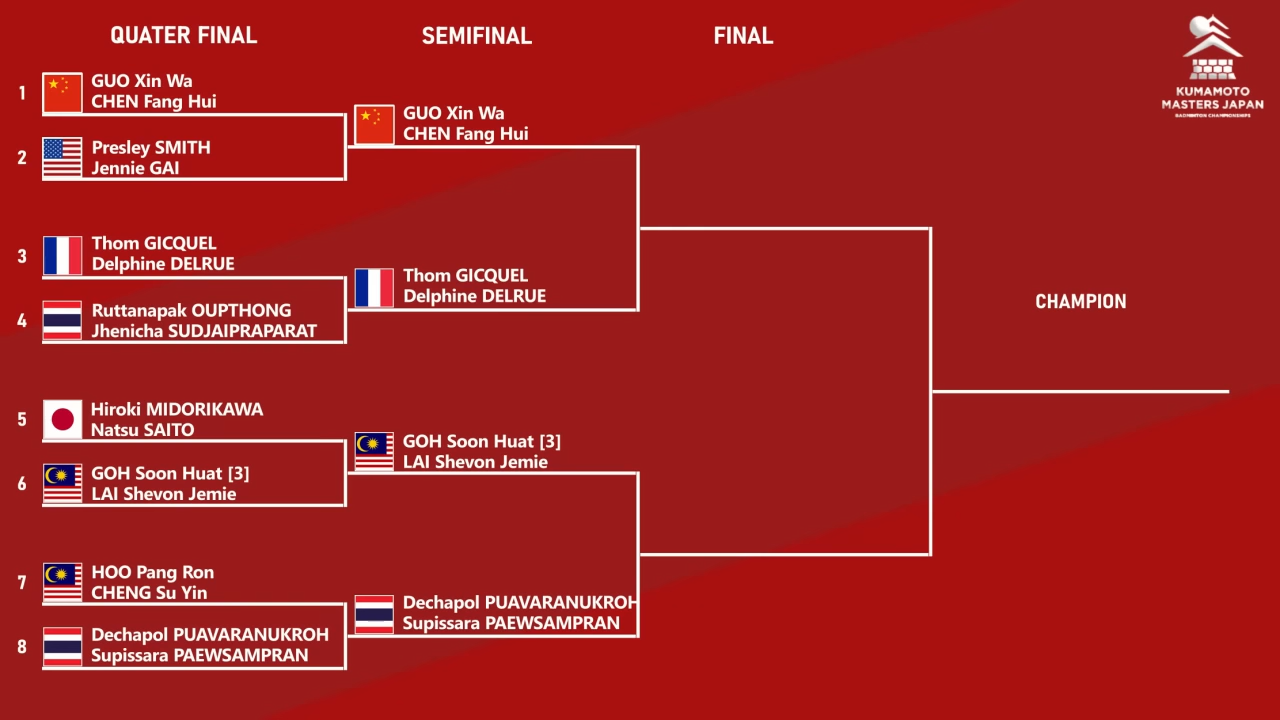 QUATER FINAL
SEMIFINAL
FINAL
KUMAMOTO
MASTERS JAPAN
BADMINTON CHAMPIONSHIPS
1
GUO Xin Wa
CHEN Fang Hui
2
Presley SMITH
Jennie GAI
3
Thom GICQUEL
Delphine DELRUE
4
Ruttanapak OUPTHONG
Jhenicha SUDJAIPRAPARAT
5
Hiroki MIDORIKAWA
Natsu SAITO
6
GOH Soon Huat [3]
LAI Shevon Jemie
7
HOO Pang Ron
CHENG Su Yin
8
Dechapol PUAVARANUKROH
Supissara PAEWSAMPRAN
GUO Xin Wa
CHEN Fang Hui
Thom GICQUEL
Delphine DELRUE
GOH Soon Huat [3]
LAI Shevon Jemie
Dechapol PUAVARANUKROH
Supissara PAEWSAMPRAN
CHAMPION